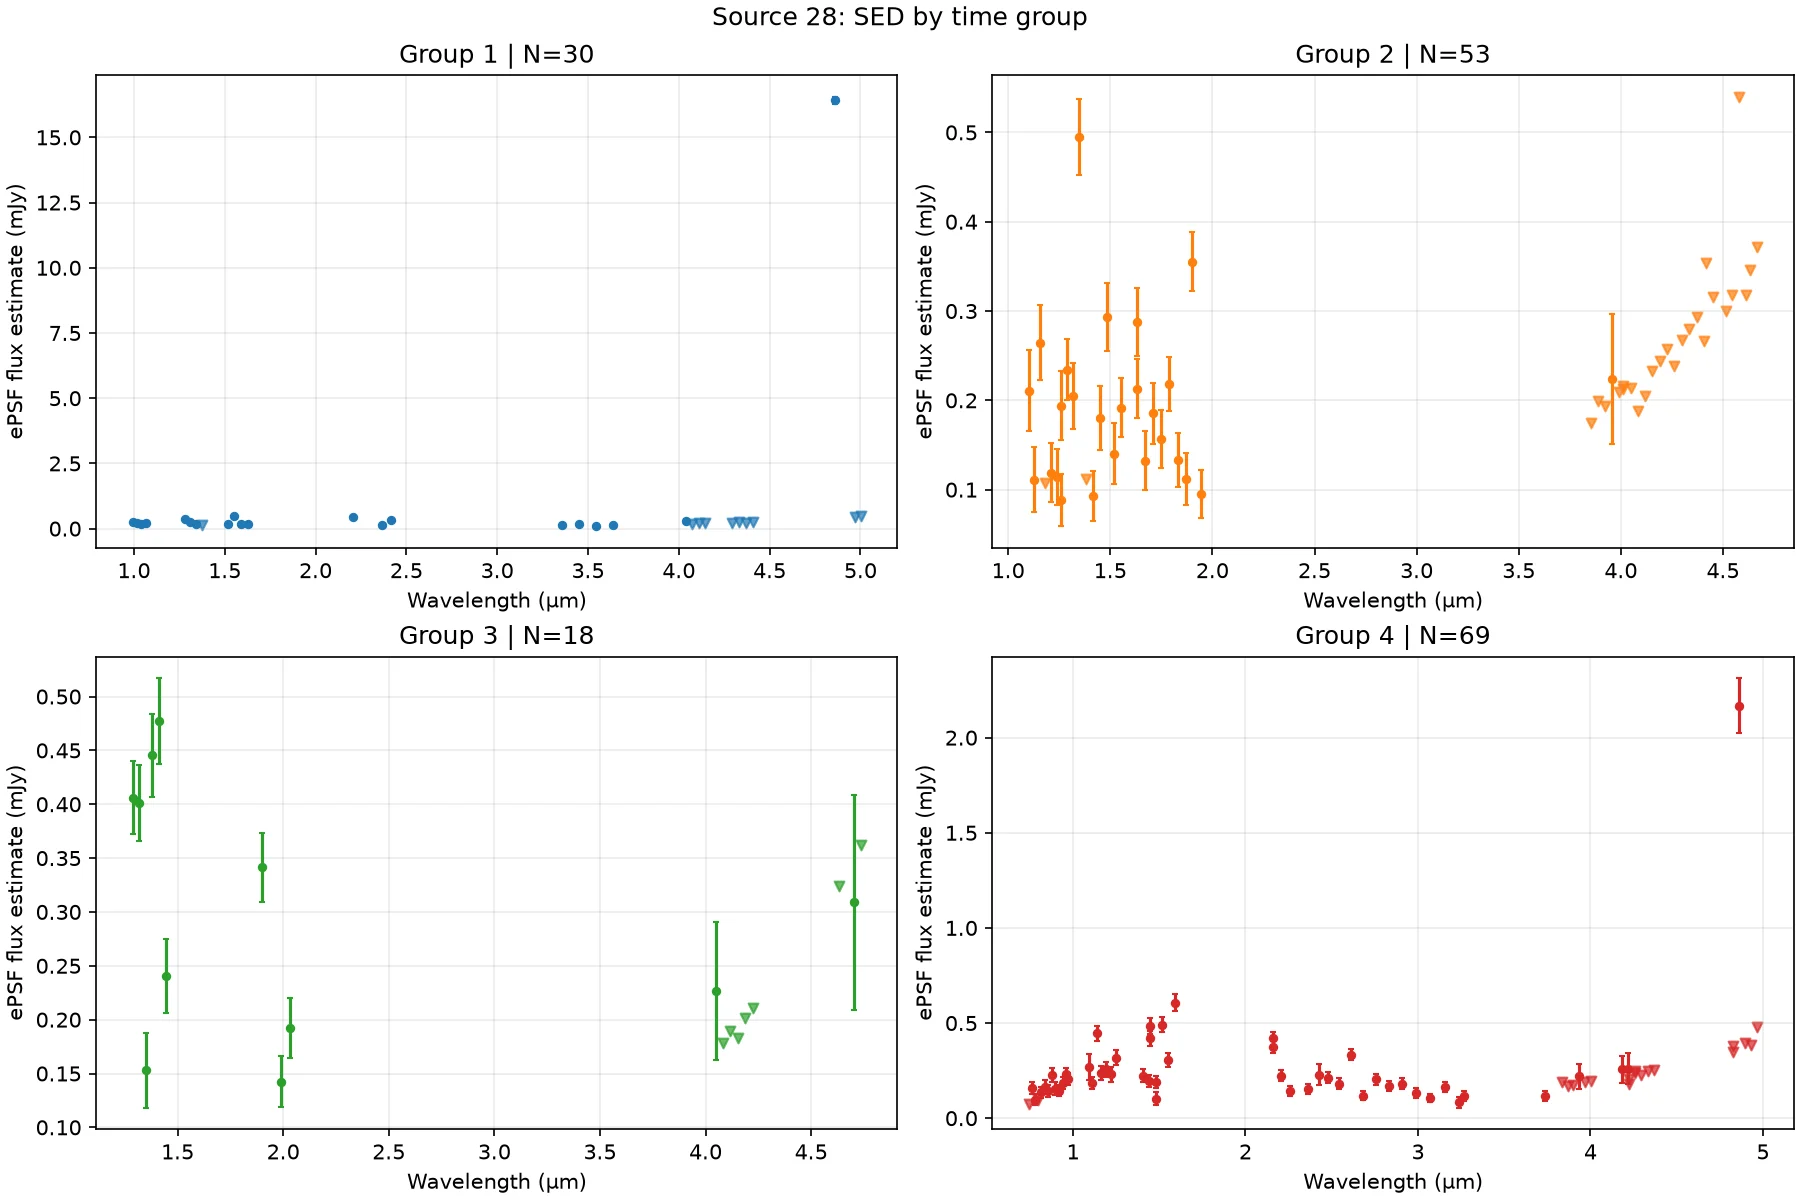 Source 28: SED by time group
Group 1 | N=30
ePSF flux estimate (mJy)
15.0
12.5
10.0
7.5
5.0
2.5
0.0
1.0 1.5 2.0 2.5 3.0 3.5 4.0 4.5 5.0
Wavelength (µm)
Group 2 | N=53
ePSF flux estimate (mJy)
0.5
0.4
0.3
0.2
0.1
1.0 1.5 2.0 2.5 3.0 3.5 4.0 4.5
Wavelength (µm)
Group 3 | N=18
ePSF flux estimate (mJy)
0.50
0.45
0.40
0.35
0.30
0.25
0.20
0.15
0.10
1.5 2.0 2.5 3.0 3.5 4.0 4.5
Wavelength (µm)
Group 4 | N=69
ePSF flux estimate (mJy)
2.0
1.5
1.0
0.5
0.0
1 2 3 4 5
Wavelength (µm)